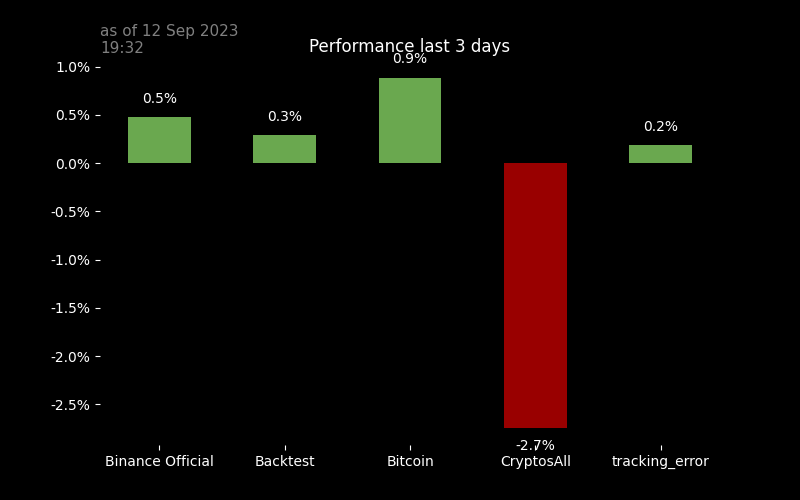 as of 12 Sep 2023
19:32
Performance last 3 days
1.0%
0.5%
0.0%
-0.5%
-1.0%
-1.5%
-2.0%
-2.5%
0.5%
0.3%
0.9%
-2.7%
0.2%
Binance Official
Backtest
Bitcoin
CryptosAll
tracking_error